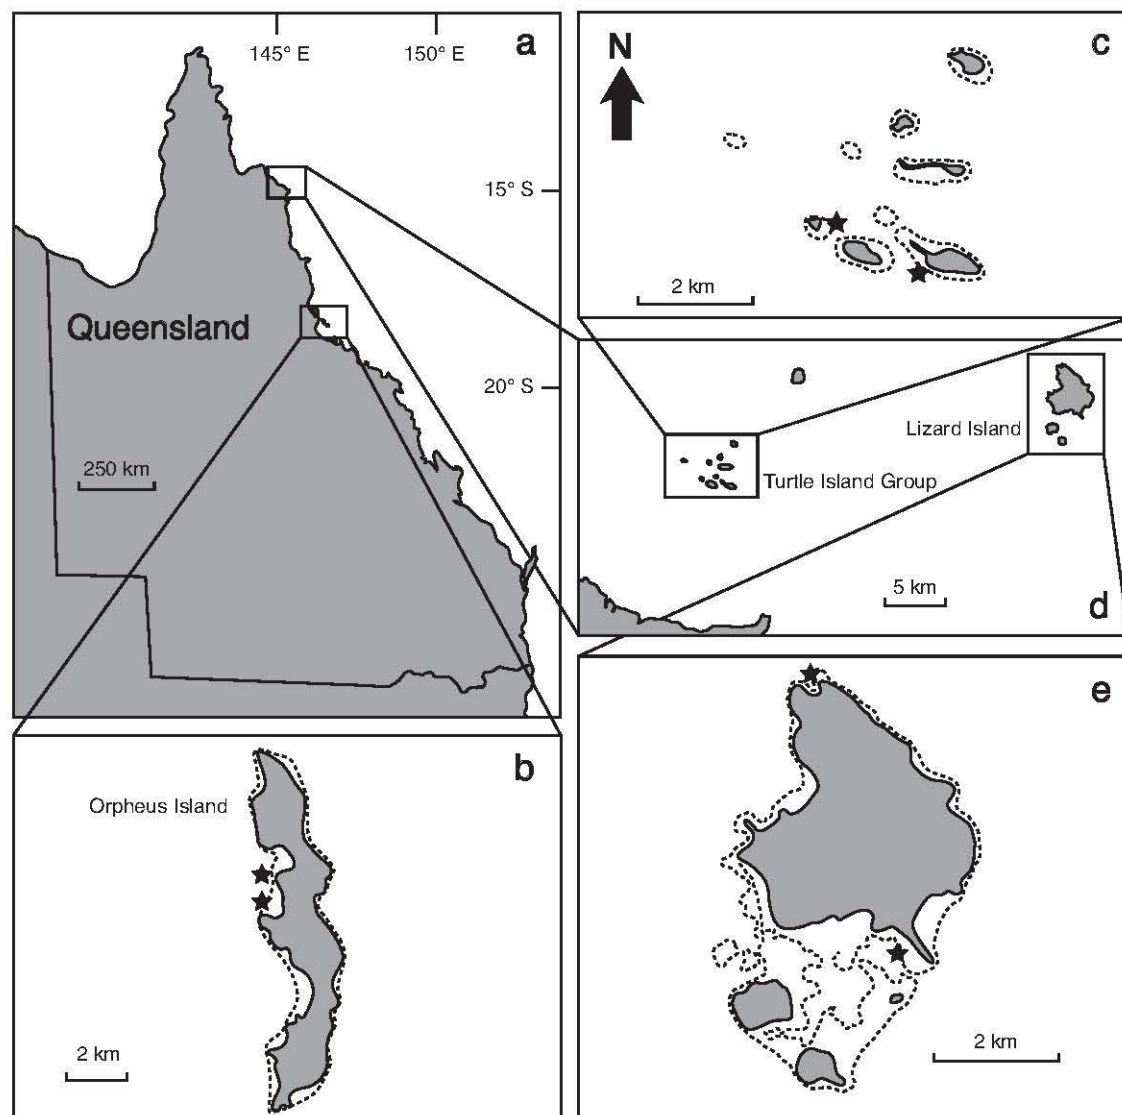 a
145° E
150° E
15° S
20° S
Queensland
250 km
b
Orpheus Island
2 km
c
N
2 km
Lizard Island
Turtle Island Group
5 km
d
e
2 km